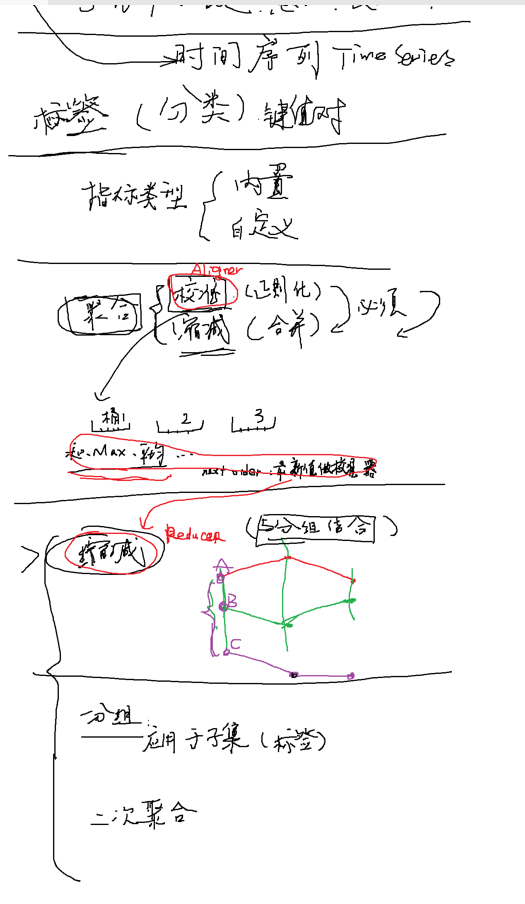 时间序列 Time Series
标签（分类）键值对
指标类型 { 内置
自定义
Aligner
聚合 { 校准（正则化）
缩减（合并） 必须
桶1 2 3
和、Max、平均 …
next older：最新值做校准器
缩减 Reducer （与分组结合）
A
B
C
分组：
应用于子集（标签）
二次聚合